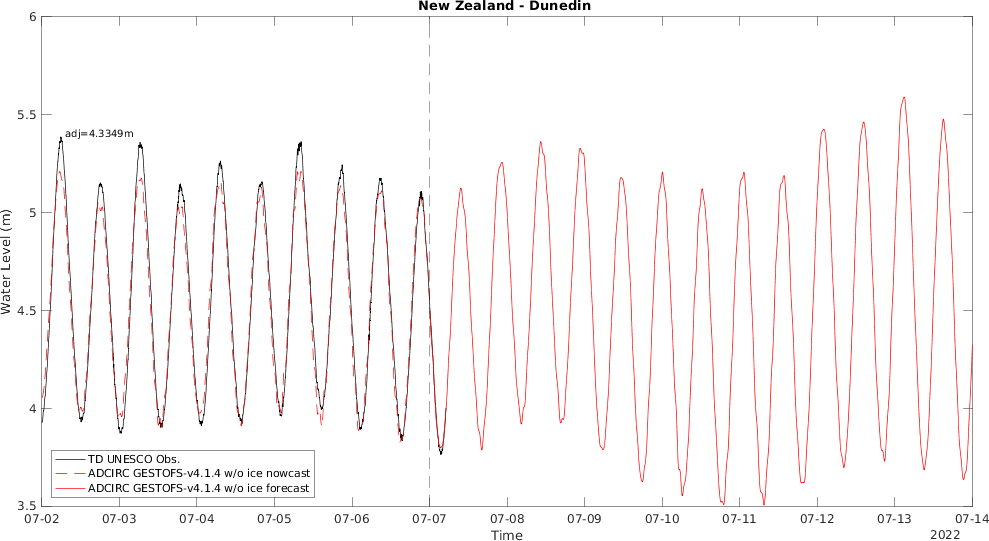 New Zealand - Dunedin
6
5.5
5
4.5
4
3.5
Water Level (m)
adj=4.3349m
TD UNESCO Obs.
ADCIRC GESTOFS-v4.1.4 w/o ice nowcast
ADCIRC GESTOFS-v4.1.4 w/o ice forecast
07-02 07-03 07-04 07-05 07-06 07-07 07-08 07-09 07-10 07-11 07-12 07-13 07-14
Time
2022